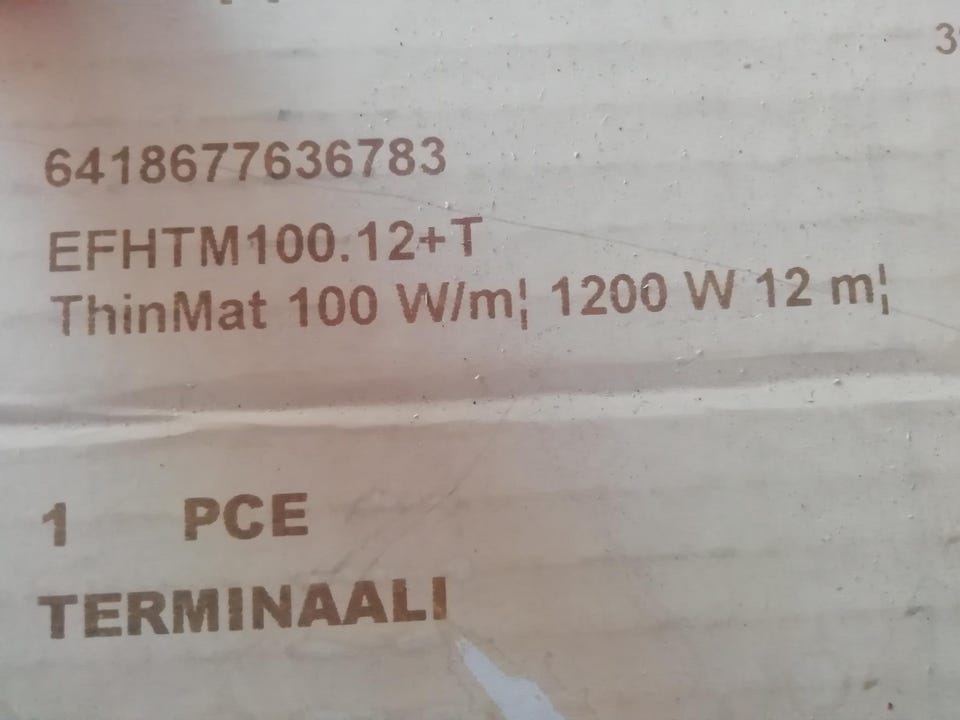 6418677636783
EFHTM100.12+T
ThinMat 100 W/m¦ 1200 W 12 m¦
1 PCE
TERMINAALI